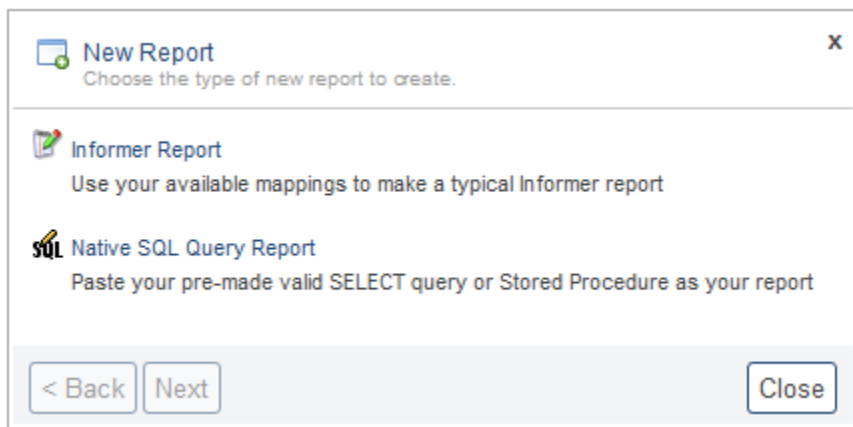 New Report
x
Choose the type of new report to create.
Informer Report
Use your available mappings to make a typical Informer report
SQL Native SQL Query Report
Paste your pre-made valid SELECT query or Stored Procedure as your report
< Back Next Close